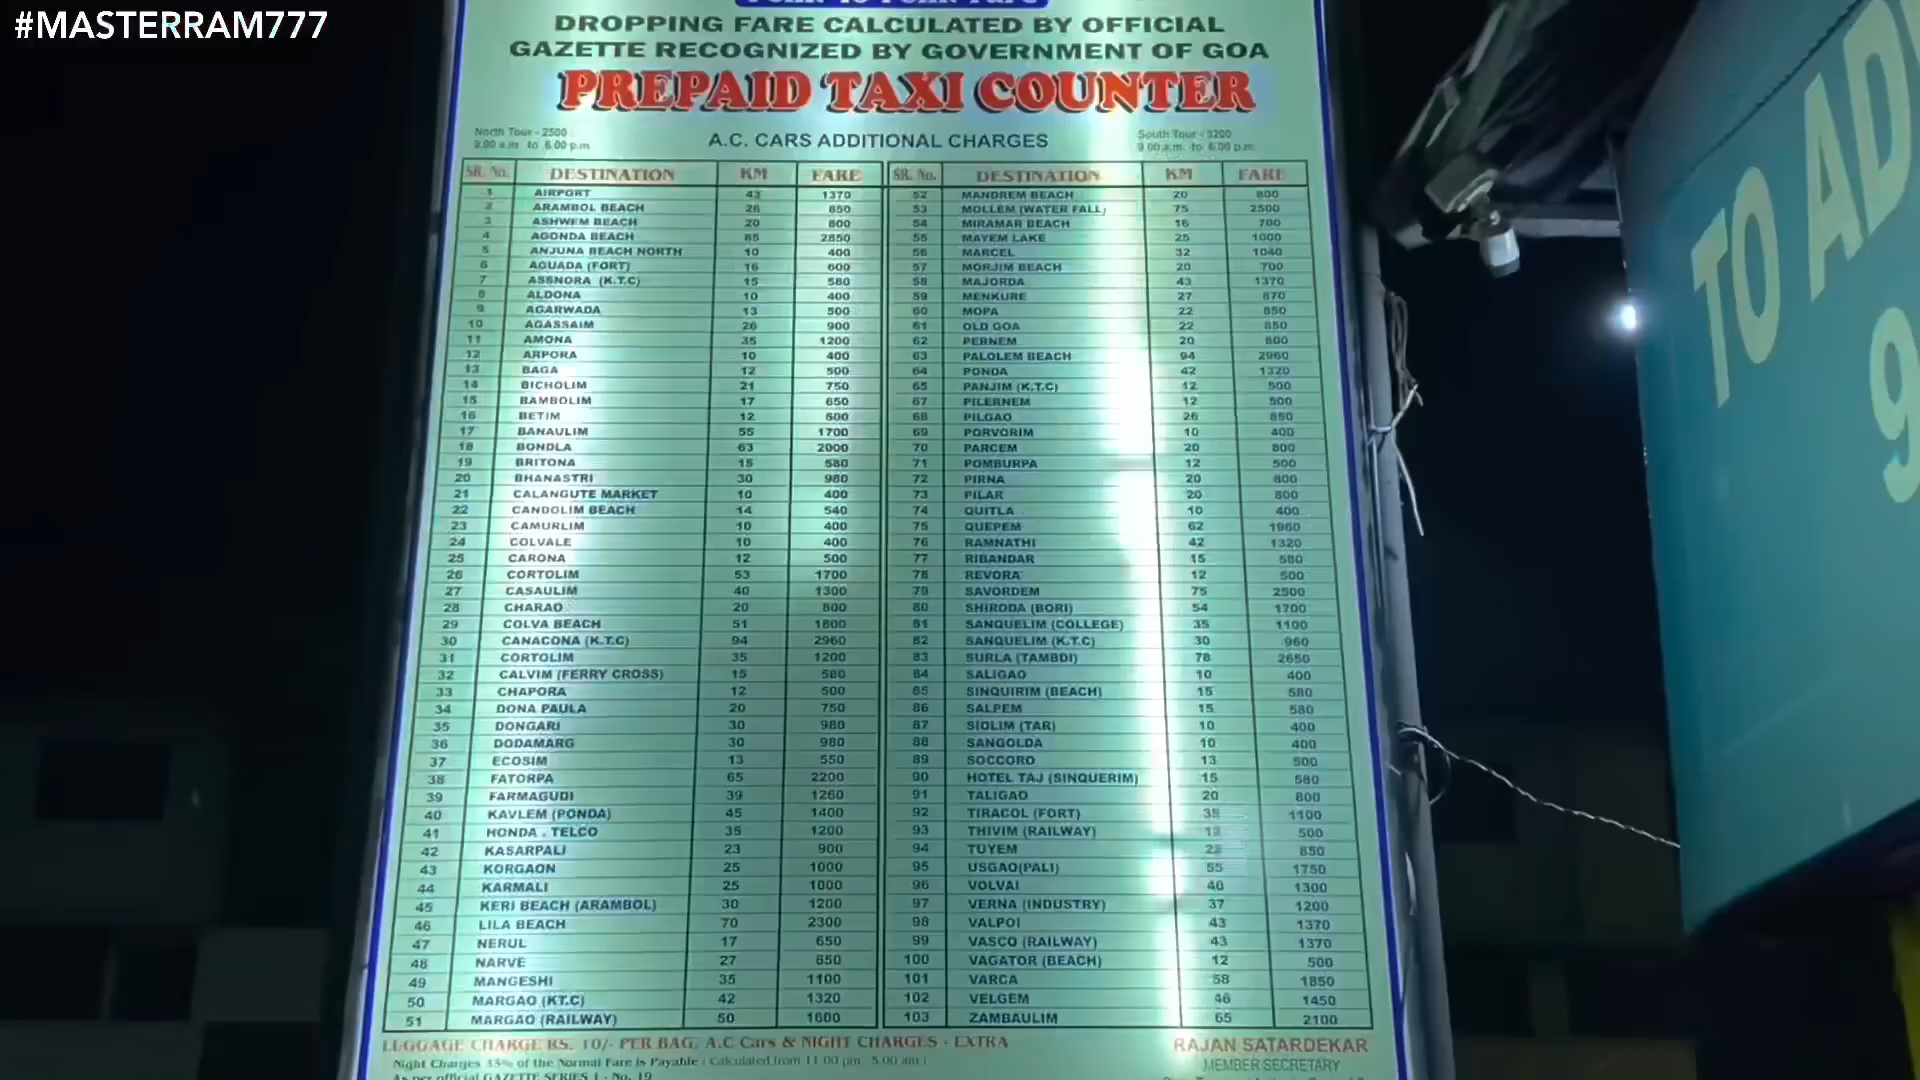 #MASTERRAM777
DROPPING FARE CALCULATED BY OFFICIAL
GAZETTE RECOGNIZED BY GOVERNMENT OF GOA
PREPAID TAXI COUNTER
North Tour - 2500
9.00 a.m. to 6.00 p.m
A.C. CARS ADDITIONAL CHARGES
South Tour - 3200
9.00 a.m. to 6.00 p.m
SR. No. DESTINATION KM FARE
1 AIRPORT 43 1370
2 ARAMBOL BEACH 26 850
3 ASHWEM BEACH 20 800
4 AGONDA BEACH 85 2850
5 ANJUNA BEACH NORTH 10 400
6 AGUADA (FORT) 16 600
7 ASSNORA (K.T.C) 15 580
8 ALDONA 10 400
9 AGARWADA 13 500
10 AGASSAIM 26 900
11 AMONA 35 1200
12 ARPORA 10 400
13 BAGA 12 500
14 BICHOLIM 21 750
15 BAMBOLIM 17 650
16 BETIM 12 500
17 BANAULIM 55 1700
18 BONDLA 63 2000
19 BRITONA 15 580
20 BHANASTRI 30 980
21 CALANGUTE MARKET 10 400
22 CANDOLIM BEACH 14 540
23 CAMURLIM 10 400
24 COLVALE 10 400
25 CARONA 12 500
26 CORTOLIM 53 1700
27 CASAULIM 40 1300
28 CHARAO 20 800
29 COLVA BEACH 51 1600
30 CANACONA (K.T.C) 94 2960
31 CORTOLIM 35 1200
32 CALVIM (FERRY CROSS) 15 580
33 CHAPORA 12 500
34 DONA PAULA 20 750
35 DONGARI 30 980
36 DODAMARG 30 980
37 ECOSIM 13 550
38 FATORPA 65 2200
39 FARMAGUDI 39 1260
40 KAVLEM (PONDA) 45 1400
41 HONDA . TELCO 35 1200
42 KASARPALI 23 900
43 KORGAON 25 1000
44 KARMALI 25 1000
45 KERI BEACH (ARAMBOL) 30 1200
46 LILA BEACH 70 2300
47 NERUL 17 650
48 NARVE 27 850
49 MANGESHI 35 1100
50 MARGAO (KT.C) 42 1320
51 MARGAO (RAILWAY) 50 1600
SR. No. DESTINATION KM FARE
52 MANDREM BEACH 20 800
53 MOLLEM (WATER FALL) 75 2500
54 MIRAMAR BEACH 16 700
55 MAYEM LAKE 25 1000
56 MARCEL 32 1040
57 MORJIM BEACH 20 700
58 MAJORDA 43 1370
59 MENKURE 27 870
60 MOPA 22 850
61 OLD GOA 22 850
62 PERNEM 20 800
63 PALOLEM BEACH 94 2960
64 PONDA 42 1320
65 PANJIM (K.T.C) 12 500
67 PILERNEM 12 500
68 PILGAO 26 850
69 PORVORIM 10 400
70 PARCEM 20 800
71 POMBURPA 12 500
72 PIRNA 20 800
73 PILAR 20 800
74 QUITLA 10 400
75 QUEPEM 62 1960
76 RAMNATHI 42 1320
77 RIBANDAR 15 580
78 REVORA 12 500
79 SAVORDEM 75 2500
80 SHIRODA (BORI) 54 1700
81 SANQUELIM (COLLEGE) 35 1100
82 SANQUELIM (K.T.C) 30 960
83 SURLA (TAMBDI) 78 2650
84 SALIGAO 10 400
85 SINQUIRIM (BEACH) 15 580
86 SALPEM 15 580
87 SIOLIM (TAR) 10 400
88 SANGOLDA 10 400
89 SOCCORO 13 500
90 HOTEL TAJ (SINQUERIM) 15 580
91 TALIGAO 20 800
92 TIRACOL (FORT) 35 1100
93 THIVIM (RAILWAY) 500
94 TUYEM 850
95 USGAO(PALI) 55 1750
96 VOLVAI 40 1300
97 VERNA (INDUSTRY) 37 1200
98 VALPOI 43 1370
99 VASCO (RAILWAY) 43 1370
100 VAGATOR (BEACH) 12 500
101 VARCA 58 1850
102 VELGEM 46 1450
103 ZAMBAULIM 65 2100
LUGGAGE CHARGE RS. 10/- PER BAG, A.C Cars & NIGHT CHARGES - EXTRA
Night Charges 35% of the Normal Fare is Payable (Calculated from 11.00 pm - 5.00 am)
As per official GAZETTE SERIES I - No. 19
RAJAN SATARDEKAR
MEMBER SECRETARY
TO AD
9